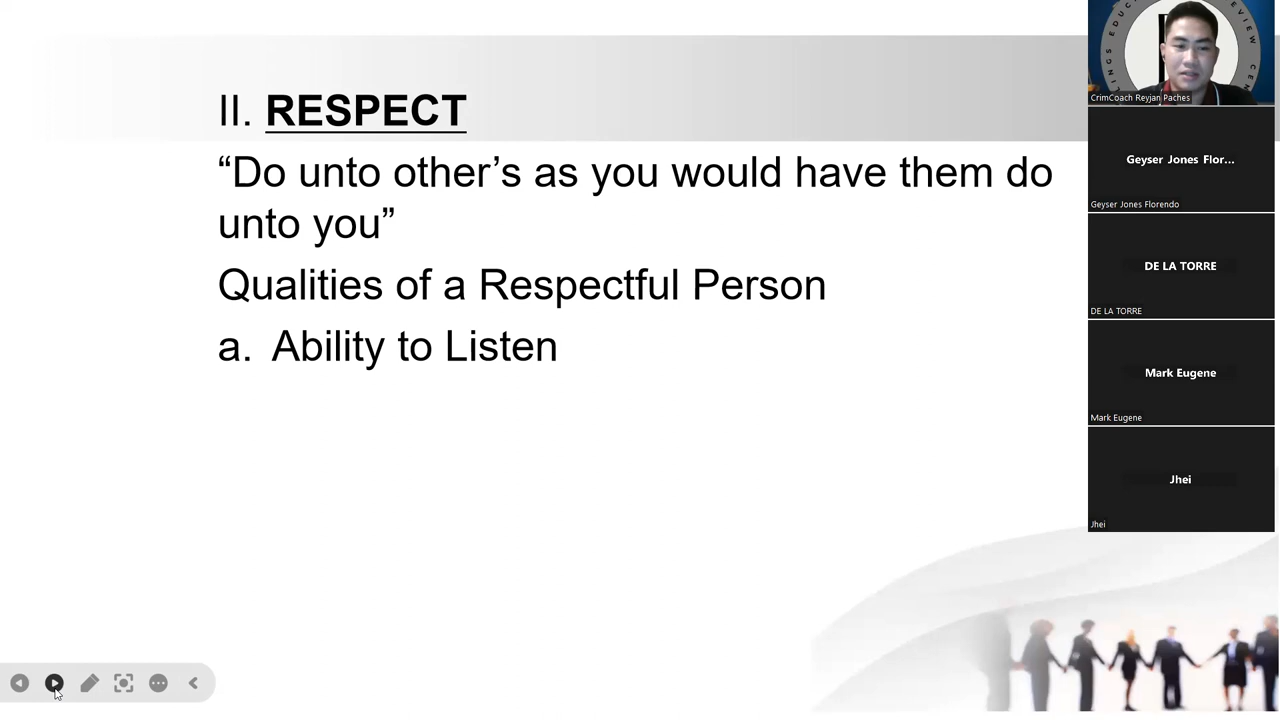 II. RESPECT
“Do unto other’s as you would have them do
unto you”
Qualities of a Respectful Person
a. Ability to Listen
CrimCoach Reyjan Paches
Geyser Jones Flor...
Geyser Jones Florendo
DE LA TORRE
DE LA TORRE
Mark Eugene
Mark Eugene
Jhei
Jhei